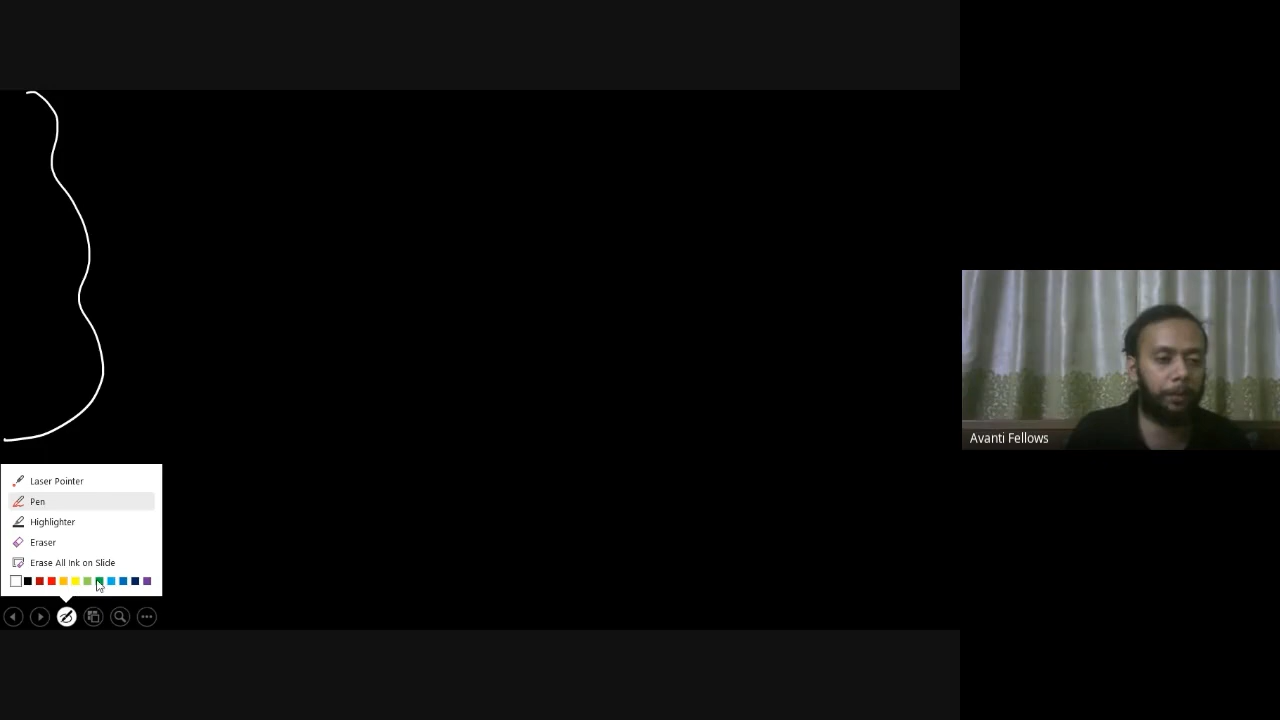 Laser Pointer
Pen
Highlighter
Eraser
Erase All Ink on Slide
Avanti Fellows